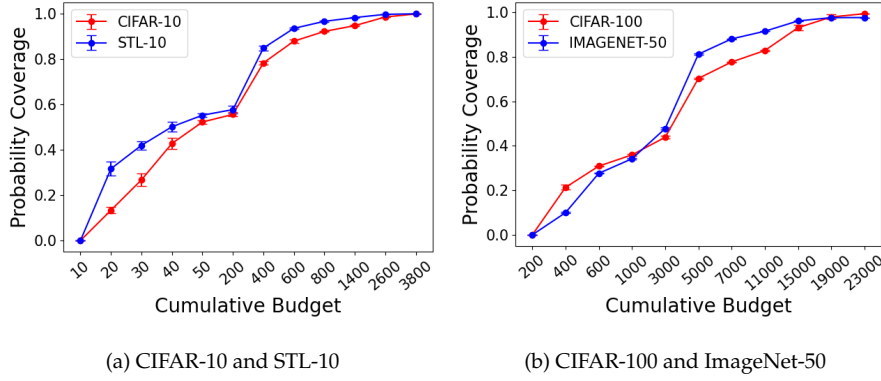 CIFAR-10
STL-10
Probability Coverage
1.0
0.8
0.6
0.4
0.2
0.0
10 20 30 40 50 200 400 600 800 1400 2600 3800
Cumulative Budget
(a) CIFAR-10 and STL-10
CIFAR-100
IMAGENET-50
Probability Coverage
1.0
0.8
0.6
0.4
0.2
0.0
200 400 600 1000 3000 5000 7000 11000 15000 19000 23000
Cumulative Budget
(b) CIFAR-100 and ImageNet-50